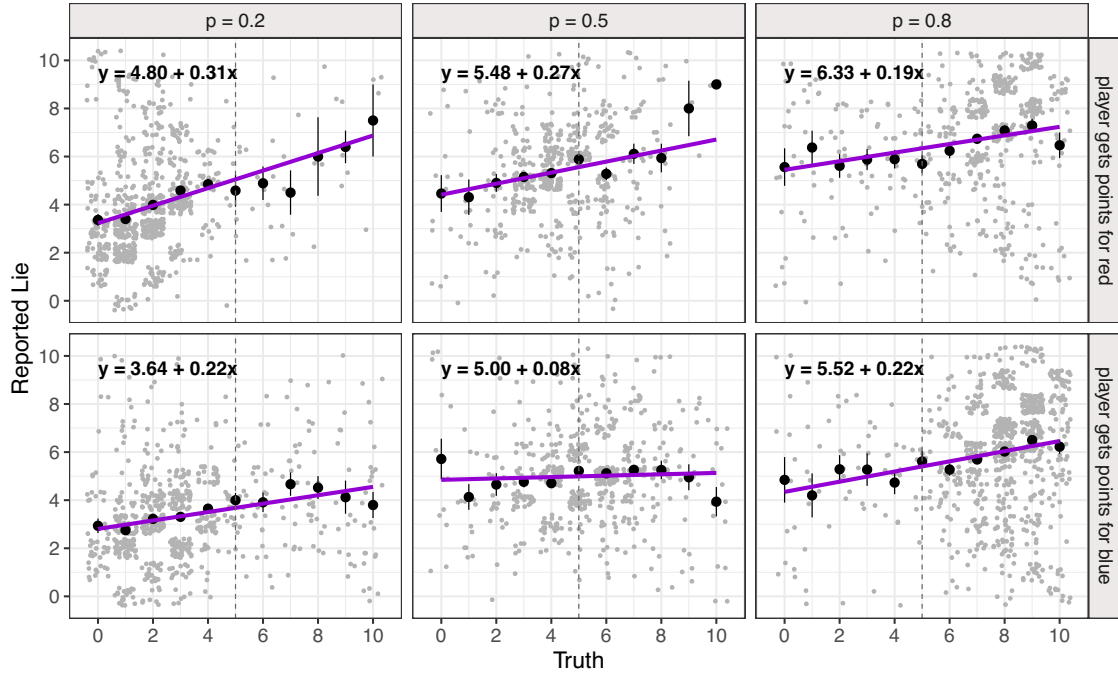 p = 0.2
p = 0.5
p = 0.8
y = 4.80 + 0.31x
y = 5.48 + 0.27x
y = 6.33 + 0.19x
player gets points for red
10
8
6
4
2
0
Reported Lie
y = 3.64 + 0.22x
y = 5.00 + 0.08x
y = 5.52 + 0.22x
player gets points for blue
10
8
6
4
2
0
0 2 4 6 8 10
0 2 4 6 8 10
0 2 4 6 8 10
Truth